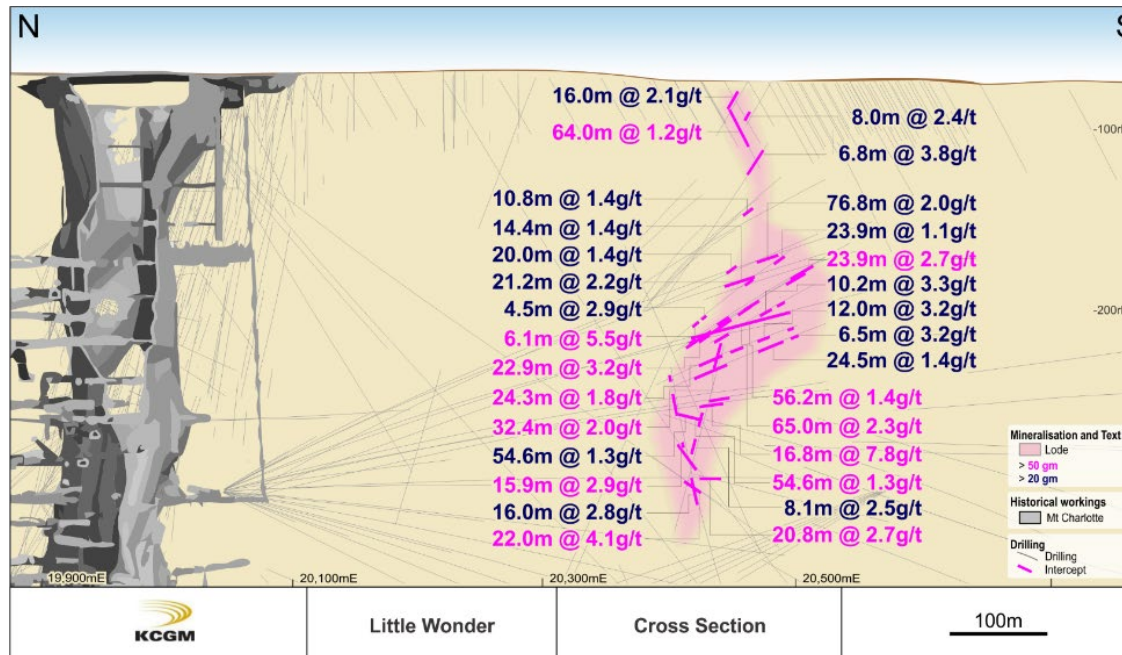 N
S
16.0m @ 2.1g/t
64.0m @ 1.2g/t
8.0m @ 2.4g/t
6.8m @ 3.8g/t
10.8m @ 1.4g/t
14.4m @ 1.4g/t
20.0m @ 1.4g/t
21.2m @ 2.2g/t
4.5m @ 2.9g/t
6.1m @ 5.5g/t
22.9m @ 3.2g/t
24.3m @ 1.8g/t
32.4m @ 2.0g/t
54.6m @ 1.3g/t
15.9m @ 2.9g/t
16.0m @ 2.8g/t
22.0m @ 4.1g/t
76.8m @ 2.0g/t
23.9m @ 1.1g/t
23.9m @ 2.7g/t
10.2m @ 3.3g/t
12.0m @ 3.2g/t
6.5m @ 3.2g/t
24.5m @ 1.4g/t
56.2m @ 1.4g/t
65.0m @ 2.3g/t
16.8m @ 7.8g/t
54.6m @ 1.3g/t
8.1m @ 2.5g/t
20.8m @ 2.7g/t
-100r
-200r
Mineralisation and Text
Lode
> 50 gm
> 20 gm
Historical workings
Mt Charlotte
Drilling
Drilling
Intercept
19,900mE
20,100mE
20,300mE
20,500mE
KCGM
Little Wonder
Cross Section
100m